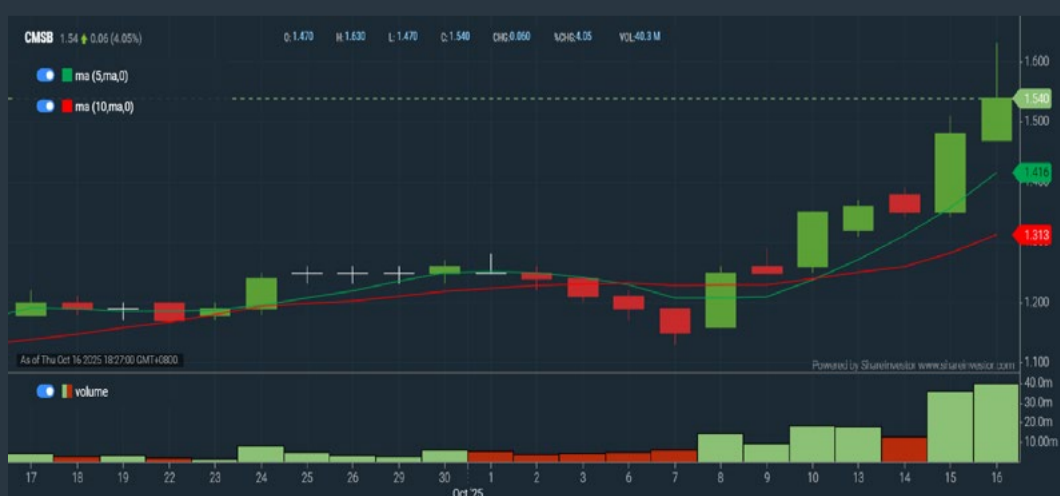 CMSB 1.54 0.06 (4.05%) O:1.470 H:1.630 L:1.470 C:1.540 CHG:0.060 %CHG:4.05 VOL:40.3 M
ma (5,ma,0)
ma (10,ma,0)
1.600
1.540
1.500
1.416
1.400
1.313
1.200
1.100
As of Thu Oct 16 2025 18:27:00 GMT+0800
Powered by ShareInvestor www.shareinvestor.com
volume
40.0m
30.0m
20.0m
10.00m
17 18 19 22 23 24 25 26 29 30 1 2 3 6 7 8 9 10 13 14 15 16
Oct '25